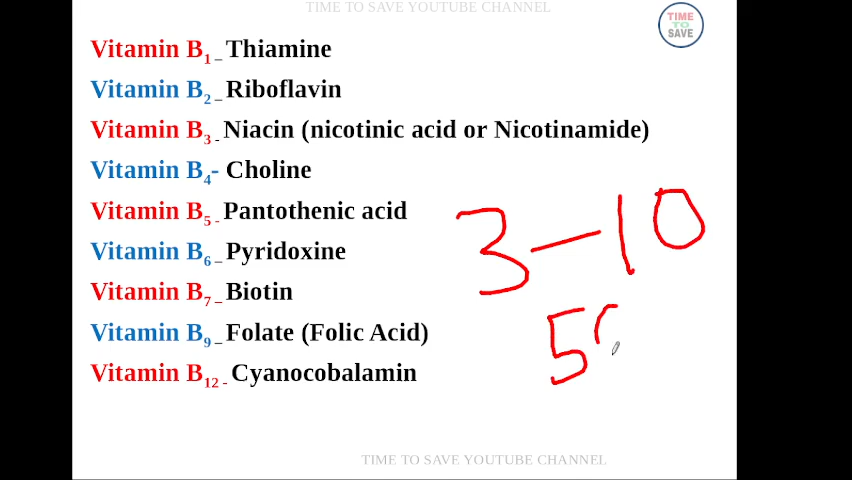 TIME TO SAVE YOUTUBE CHANNEL
TIME
TO
SAVE
Vitamin B₁ – Thiamine
Vitamin B₂ – Riboflavin
Vitamin B₃ - Niacin (nicotinic acid or Nicotinamide)
Vitamin B₄- Choline
Vitamin B₅ - Pantothenic acid
Vitamin B₆ – Pyridoxine
Vitamin B₇ – Biotin
Vitamin B₉ – Folate (Folic Acid)
Vitamin B₁₂ - Cyanocobalamin
3-10
5
TIME TO SAVE YOUTUBE CHANNEL